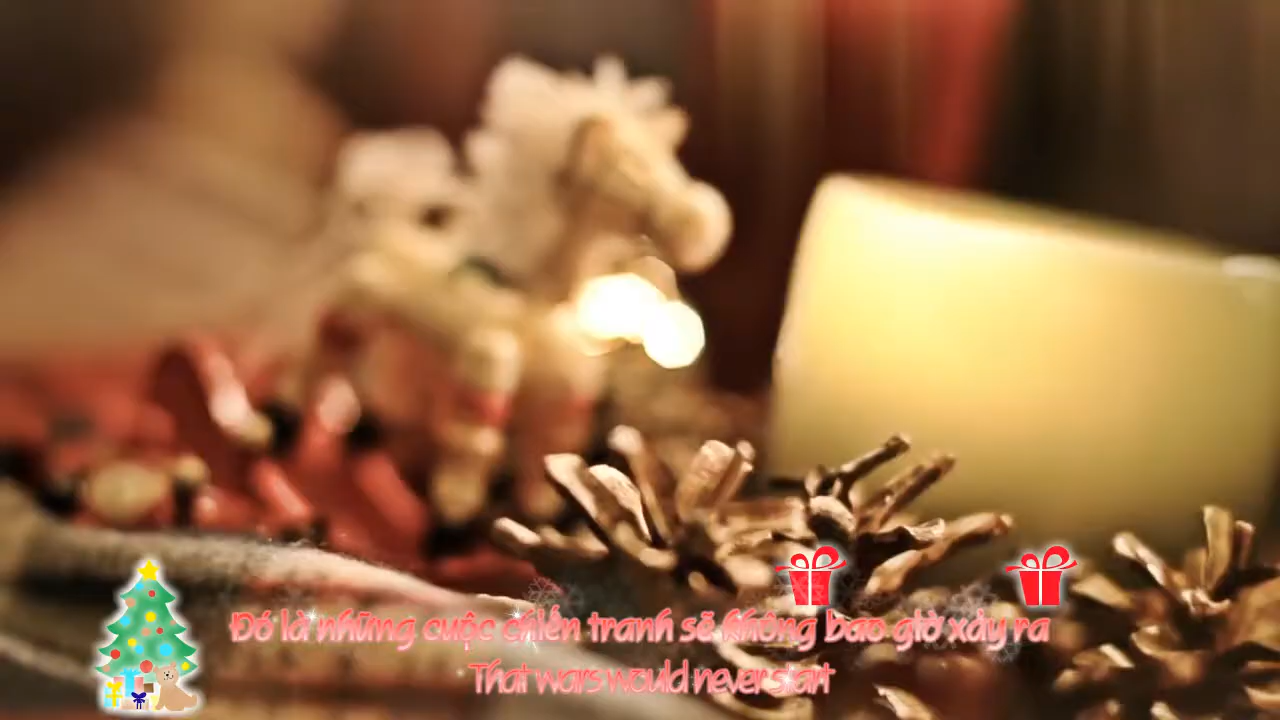 Đó là những cuộc chiến tranh sẽ không bao giờ xảy ra
That wars would never start